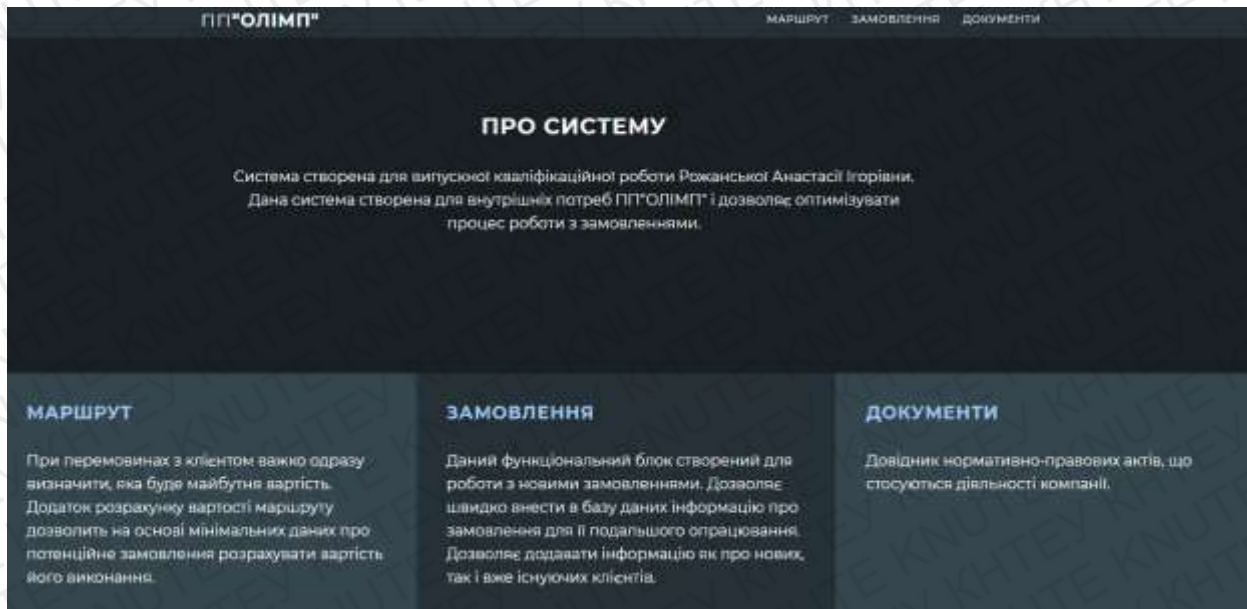 ПП"ОЛІМП"
МАРШРУТ ЗАМОВЛЕННЯ ДОКУМЕНТИ
ПРО СИСТЕМУ
Система створена для випускної кваліфікаційної роботи Рожанської Анастасії Ігорівни.
Дана система створена для внутрішніх потреб ПП"ОЛІМП" і дозволяє оптимізувати
процес роботи з замовленнями.
МАРШРУТ
При перемовинах з клієнтом важко одразу
визначити, яка буде майбутня вартість.
Додаток розрахунку вартості маршруту
дозволить на основі мінімальних даних про
потенційне замовлення розрахувати вартість
його виконання.
ЗАМОВЛЕННЯ
Даний функціональний блок створений для
роботи з новими замовленнями. Дозволяє
швидко внести в базу даних інформацію про
замовлення для її подальшого опрацювання.
Дозволяє додавати інформацію як про нових,
так і вже існуючих клієнтів.
ДОКУМЕНТИ
Довідник нормативно-правових актів, що
стосуються діяльності компанії.
KNUTE KHTEY KNUTE KHTEY